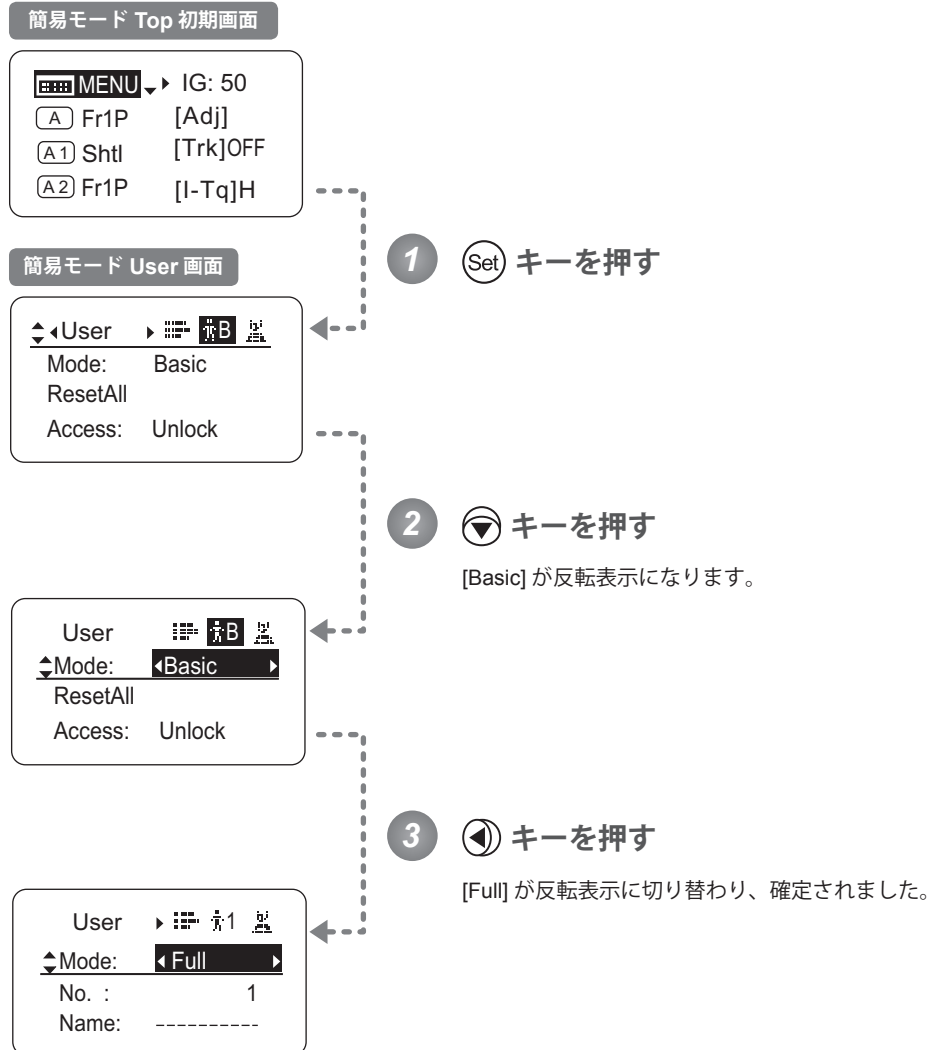 簡易モード Top 初期画面
MENU IG: 50
A Fr1P [Adj]
A1 Shtl [Trk]OFF
A2 Fr1P [I-Tq]H
1 Set キーを押す
簡易モード User 画面
User B
Mode: Basic
ResetAll
Access: Unlock
2 キーを押す
[Basic] が反転表示になります。
User B
Mode: Basic
ResetAll
Access: Unlock
3 キーを押す
[Full] が反転表示に切り替わり、確定されました。
User 1
Mode: Full
No. : 1
Name: ----------